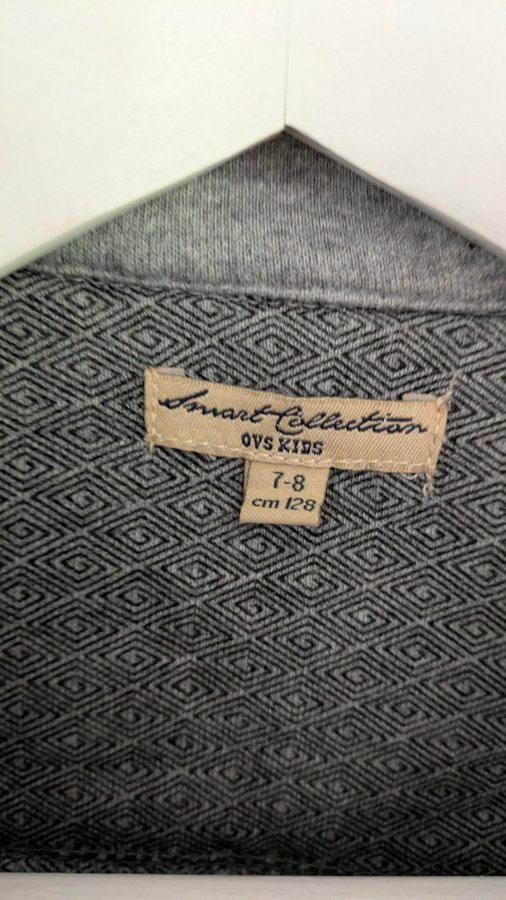 Smart Collection
OVS KIDS
7-8
cm 128